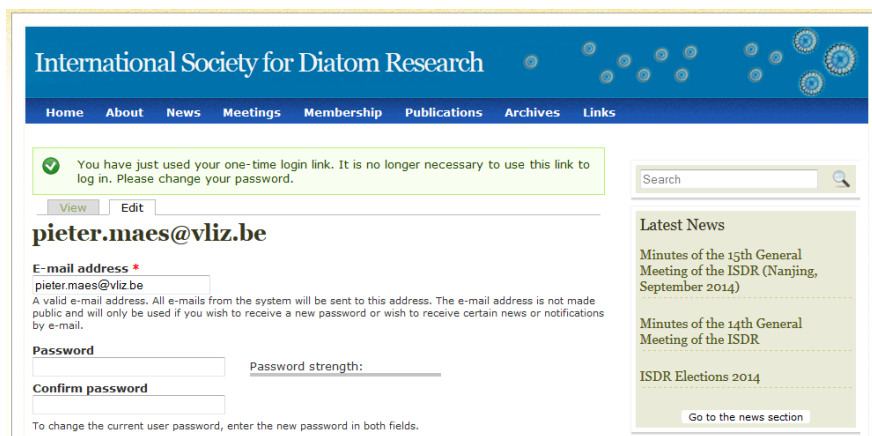 International Society for Diatom Research
Home About News Meetings Membership Publications Archives Links
You have just used your one-time login link. It is no longer necessary to use this link to
log in. Please change your password.
View Edit
pieter.maes@vliz.be
E-mail address *
pieter.maes@vliz.be
A valid e-mail address. All e-mails from the system will be sent to this address. The e-mail address is not made
public and will only be used if you wish to receive a new password or wish to receive certain news or notifications
by e-mail.
Password
Password strength:
Confirm password
To change the current user password, enter the new password in both fields.
Search
Latest News
Minutes of the 15th General
Meeting of the ISDR (Nanjing,
September 2014)
Minutes of the 14th General
Meeting of the ISDR
ISDR Elections 2014
Go to the news section